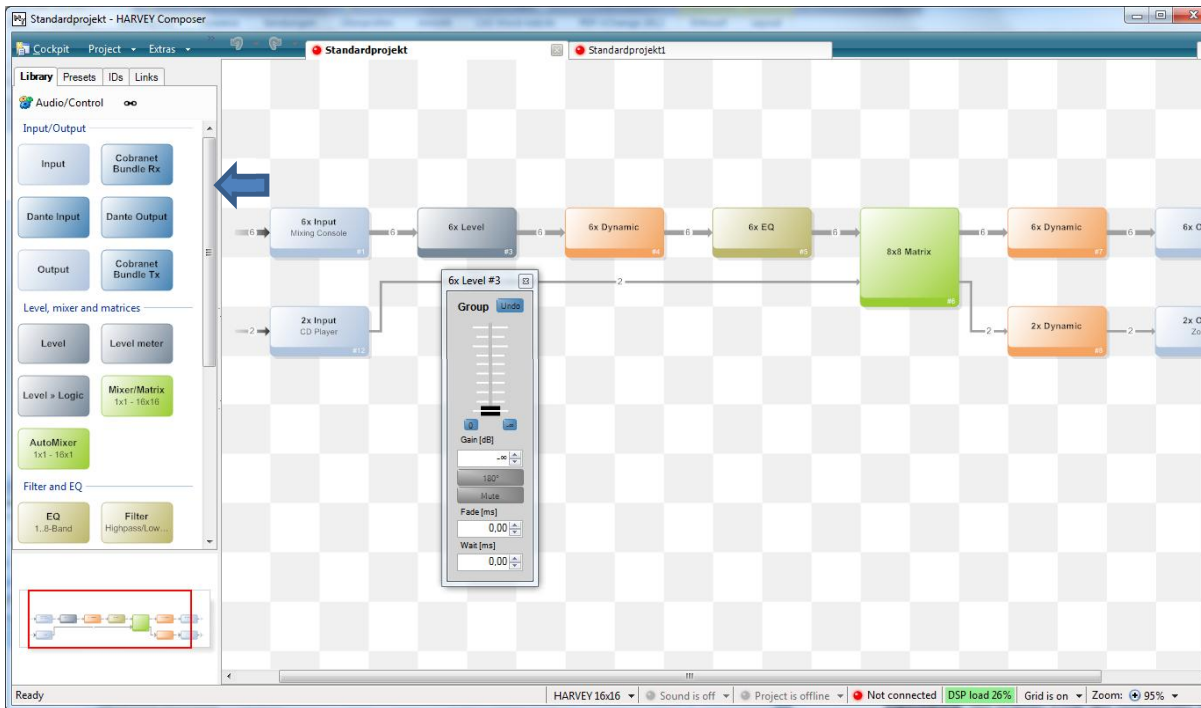 Standardprojekt - HARVEY Composer
Cockpit Project Extras
Standardprojekt
Standardprojekt1
Library Presets IDs Links
Audio/Control
Input/Output
Input
Cobranet
Bundle Rx
Dante Input
Dante Output
Output
Cobranet
Bundle Tx
Level, mixer and matrices
Level
Level meter
Level » Logic
Mixer/Matrix
1x1 - 16x16
AutoMixer
1x1 - 16x1
Filter and EQ
EQ
1..8-Band
Filter
Highpass/Low...
6
6x Input
Mixing Console
#1
6
6x Level
#3
6
6x Dynamic
#4
6
6x EQ
#5
6
8x8 Matrix
#6
6
6x Dynamic
#7
6
6x O
2
2x Input
CD Player
#12
2
2
2x Dynamic
#8
2
2x O
Zo
6x Level #3
Group Undo
0 -∞
Gain [dB]
-∞
180°
Mute
Fade [ms]
0,00
Wait [ms]
0,00
Ready
HARVEY 16x16 Sound is off Project is offline Not connected DSP load 26% Grid is on Zoom: 95%